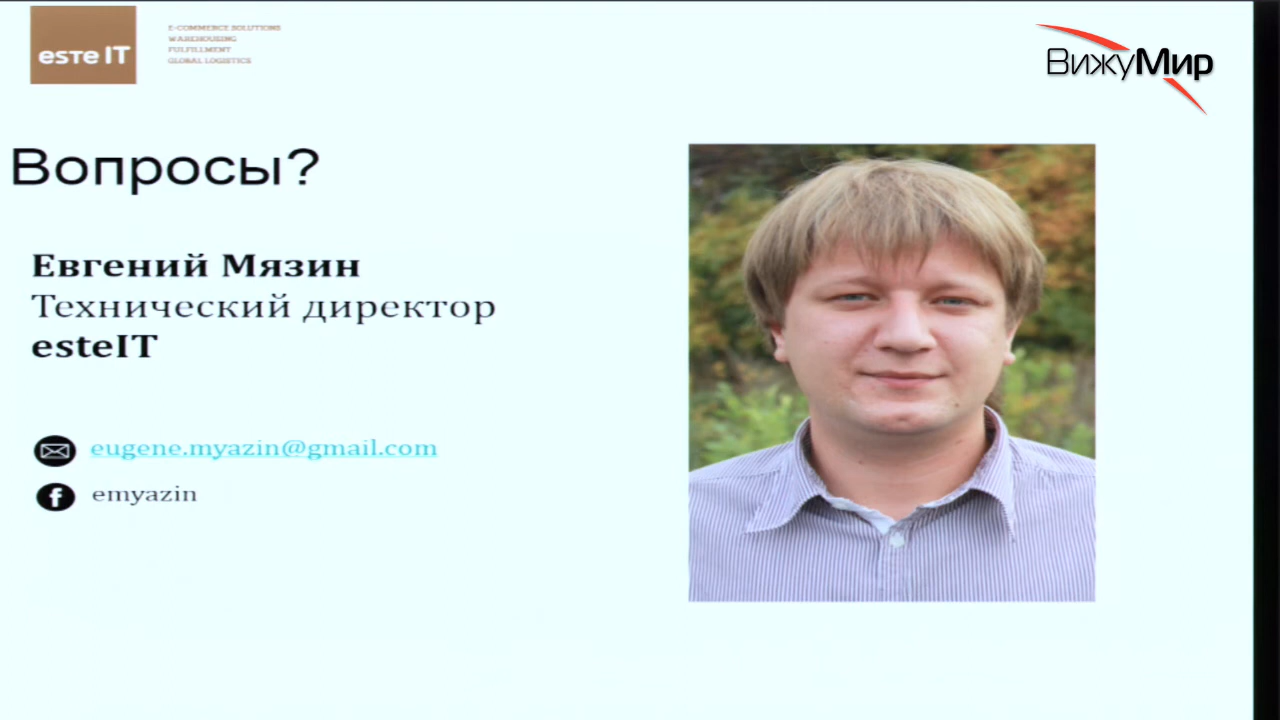 este IT
E-COMMERCE SOLUTIONS
WAREHOUSING
FULFILLMENT
GLOBAL LOGISTICS
ВижуМир
Вопросы?
Евгений Мязин
Технический директор
esteIT
eugene.myazin@gmail.com
emyazin